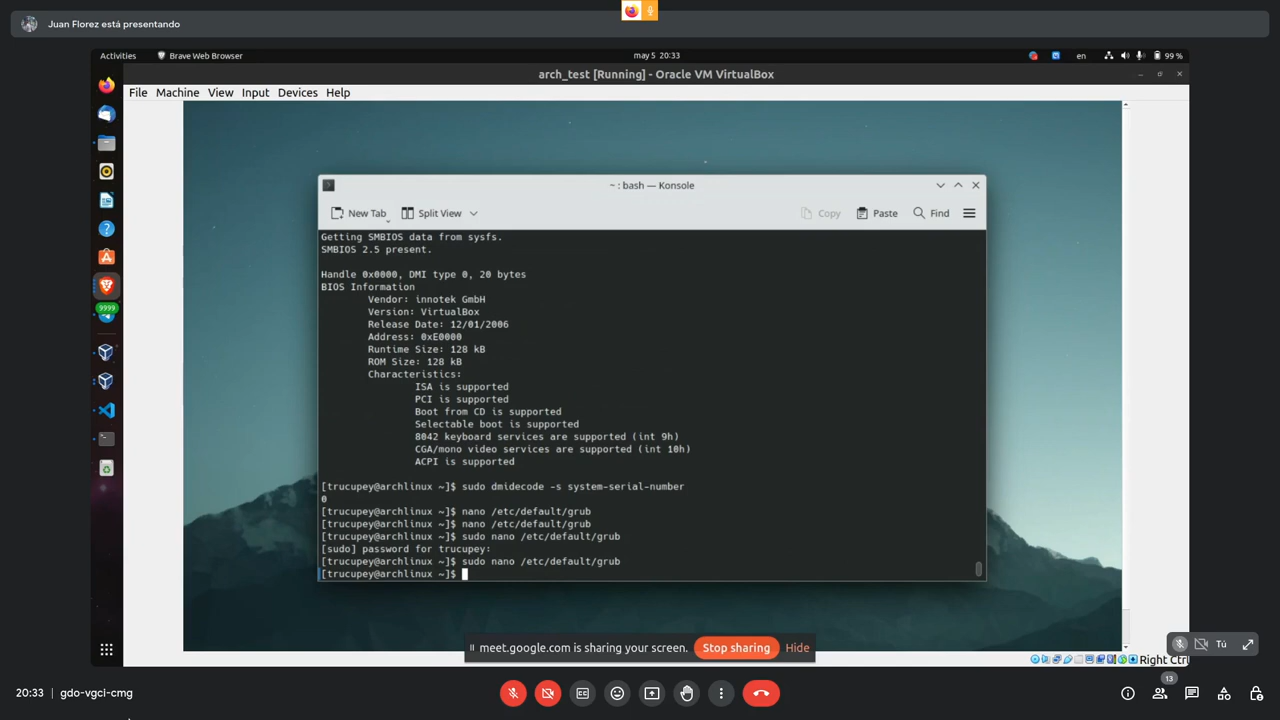 Juan Florez está presentando
Activities
Brave Web Browser
may 5 20:33
en
99 %
arch_test [Running] - Oracle VM VirtualBox
File Machine View Input Devices Help
~ : bash — Konsole
New Tab
Split View
Copy
Paste
Find
Getting SMBIOS data from sysfs.
SMBIOS 2.5 present.
Handle 0x0000, DMI type 0, 20 bytes
BIOS Information
Vendor: innotek GmbH
Version: VirtualBox
Release Date: 12/01/2006
Address: 0xE0000
Runtime Size: 128 kB
ROM Size: 128 kB
Characteristics:
ISA is supported
PCI is supported
Boot from CD is supported
Selectable boot is supported
8042 keyboard services are supported (int 9h)
CGA/mono video services are supported (int 10h)
ACPI is supported
[trucupey@archlinux ~]$ sudo dmidecode -s system-serial-number
0
[trucupey@archlinux ~]$ nano /etc/default/grub
[trucupey@archlinux ~]$ nano /etc/default/grub
[trucupey@archlinux ~]$ sudo nano /etc/default/grub
[sudo] password for trucupey:
[trucupey@archlinux ~]$ sudo nano /etc/default/grub
[trucupey@archlinux ~]$
9999
meet.google.com is sharing your screen.
Stop sharing
Hide
Tú
Right Ctrl
20:33
gdo-vgci-cmg
13